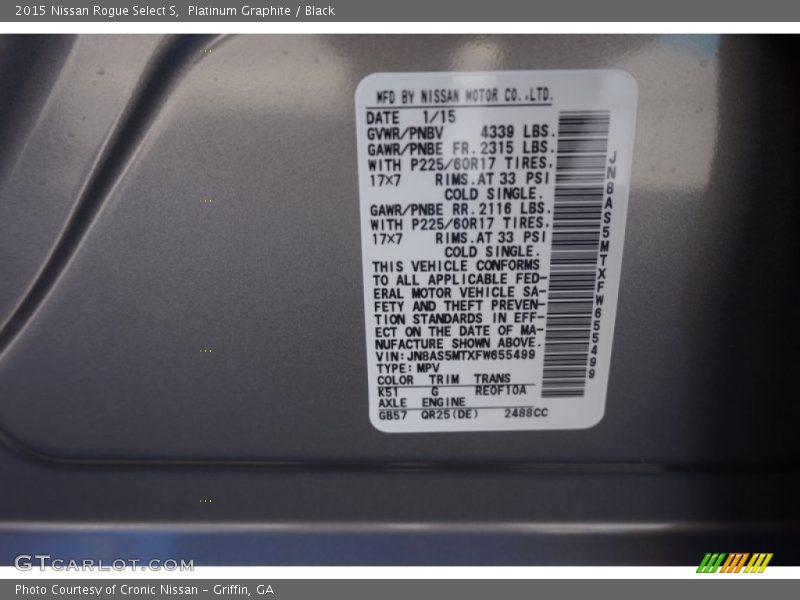 2015 Nissan Rogue Select S, Platinum Graphite / Black
MFD BY NISSAN MOTOR CO.,LTD.
DATE 1/15
GVWR/PNBV 4339 LBS.
GAWR/PNBE FR. 2315 LBS.
WITH P225/60R17 TIRES.
17×7 RIMS.AT 33 PSI
COLD SINGLE.
GAWR/PNBE RR. 2116 LBS.
WITH P225/60R17 TIRES.
17×7 RIMS.AT 33 PSI
COLD SINGLE.
THIS VEHICLE CONFORMS
TO ALL APPLICABLE FED-
ERAL MOTOR VEHICLE SA-
FETY AND THEFT PREVEN-
TION STANDARDS IN EFF-
ECT ON THE DATE OF MA-
NUFACTURE SHOWN ABOVE.
VIN:JN8AS5MTXFW655499
TYPE:MPV
COLOR TRIM TRANS
K51 G RE0F10A
AXLE ENGINE
GB57 QR25(DE) 2488CC
JN8AS5MTXFW655499
GTCARLOT.COM
Photo Courtesy of Cronic Nissan - Griffin, GA